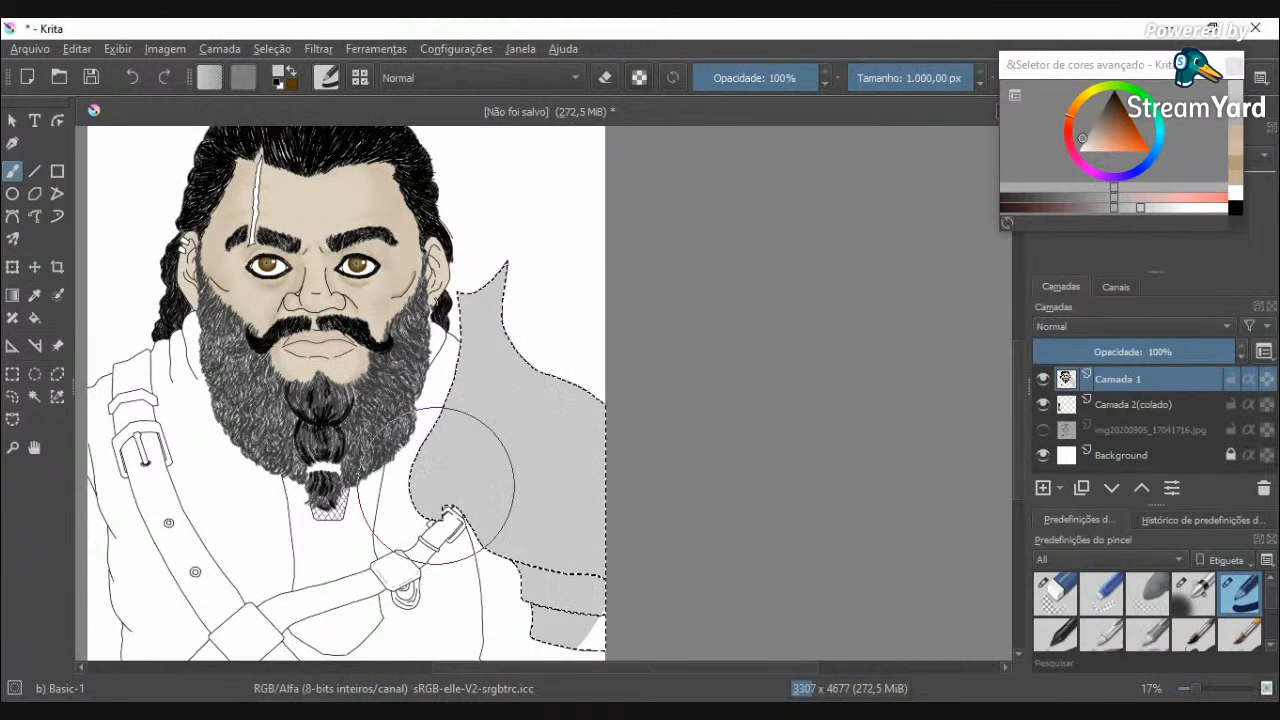 * - Krita
Powered by
Arquivo Editar Exibir Imagem Camada Seleção Filtrar Ferramentas Configurações Janela Ajuda
Normal
Opacidade: 100%
Tamanho: 1.000,00 px
&Seletor de cores avançado - Krit
StreamYard
[Não foi salvo] (272,5 MiB) *
Camadas Canais
Camadas
Normal
Opacidade: 100%
Camada 1
Camada 2(colado)
img20200905_17041716.jpg
Background
Predefinições d... Histórico de predefinições d...
Predefinições do pincel
All Etiqueta
Pesquisar
b) Basic-1 RGB/Alfa (8-bits inteiros/canal) sRGB-elle-V2-srgbtrc.icc 3307 x 4677 (272,5 MiB) 17%